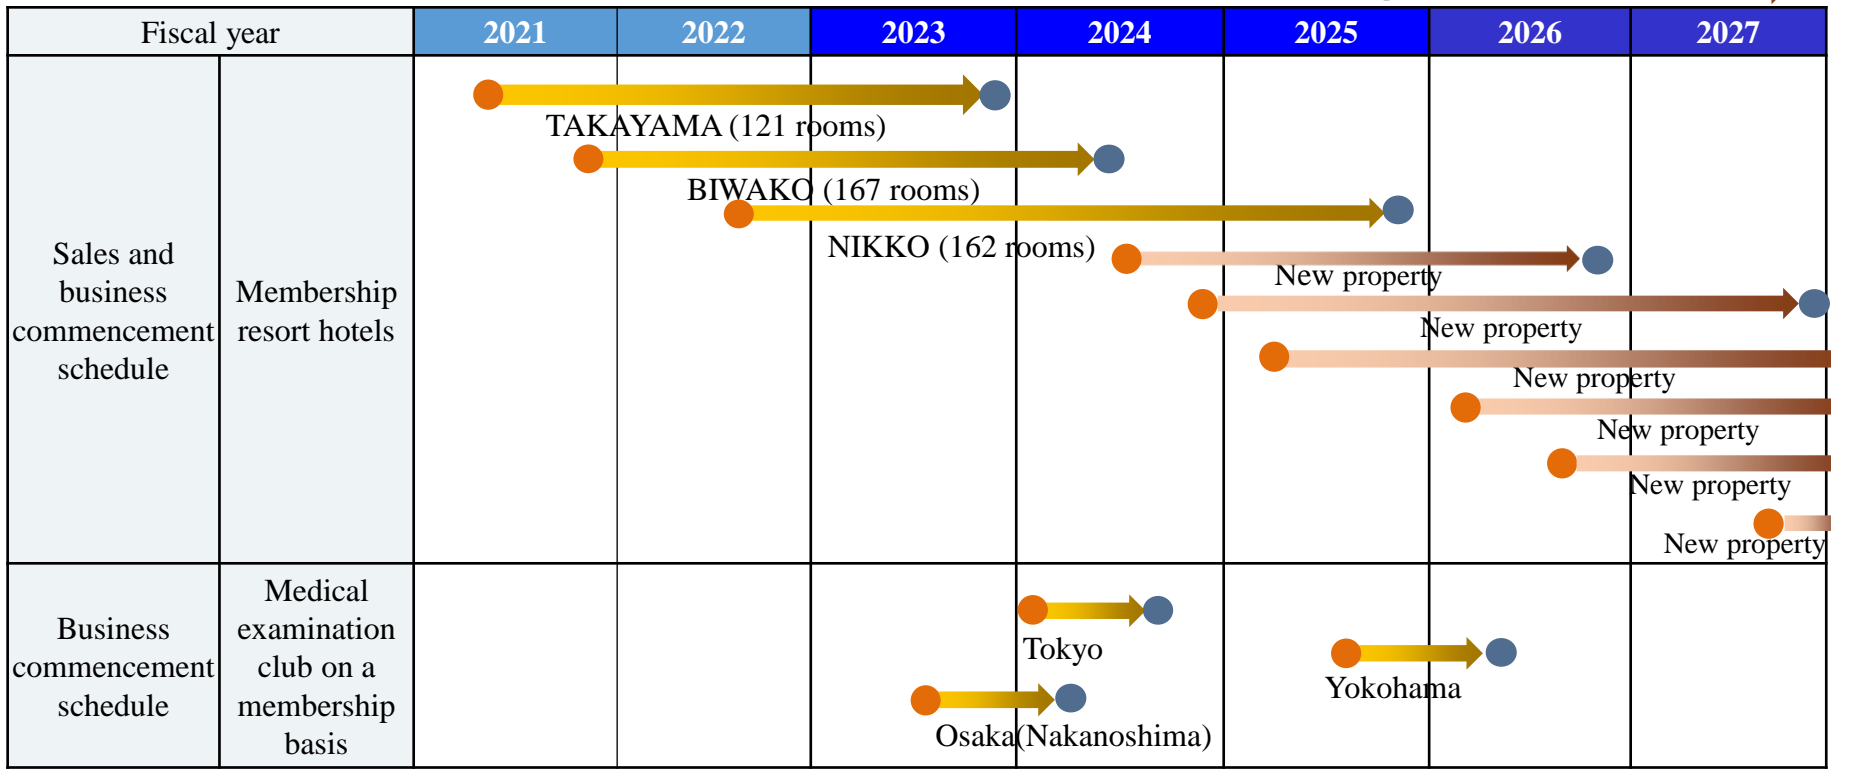 Fiscal year
2021
2022
2023
2024
2025
2026
2027
Sales and
business
commencement
schedule
Membership
resort hotels
TAKAYAMA (121 rooms)
BIWAKO (167 rooms)
NIKKO (162 rooms)
New property
New property
New property
New property
New property
New property
Business
commencement
schedule
Medical
examination
club on a
membership
basis
Tokyo
Yokohama
Osaka(Nakanoshima)